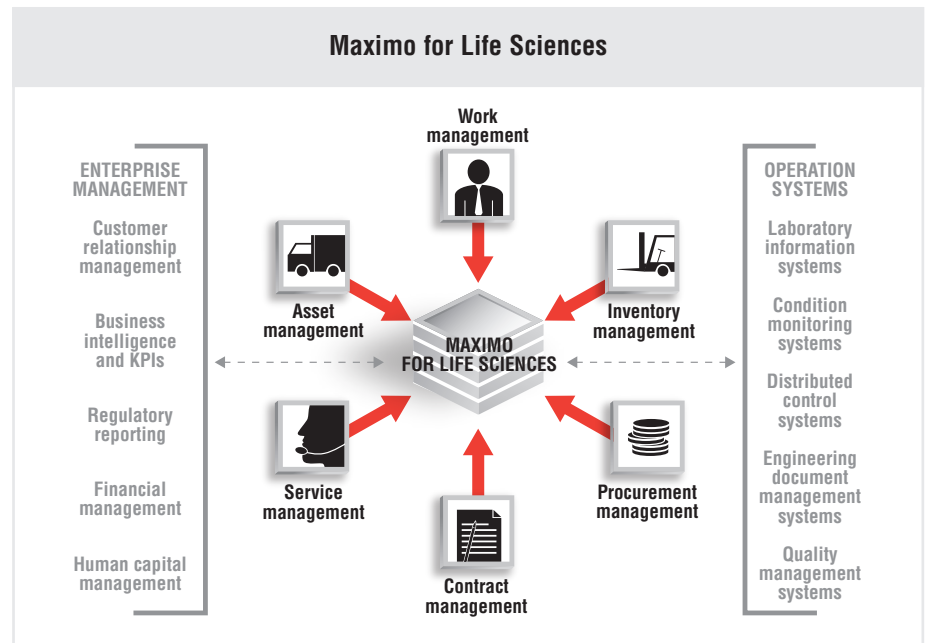 Maximo for Life Sciences
Work
management
ENTERPRISE
MANAGEMENT
Customer
relationship
management
Business
intelligence
and KPIs
Regulatory
reporting
Financial
management
Human capital
management
Asset
management
Inventory
management
MAXIMO
FOR LIFE SCIENCES
Service
management
Procurement
management
Contract
management
OPERATION
SYSTEMS
Laboratory
information
systems
Condition
monitoring
systems
Distributed
control
systems
Engineering
document
management
systems
Quality
management
systems